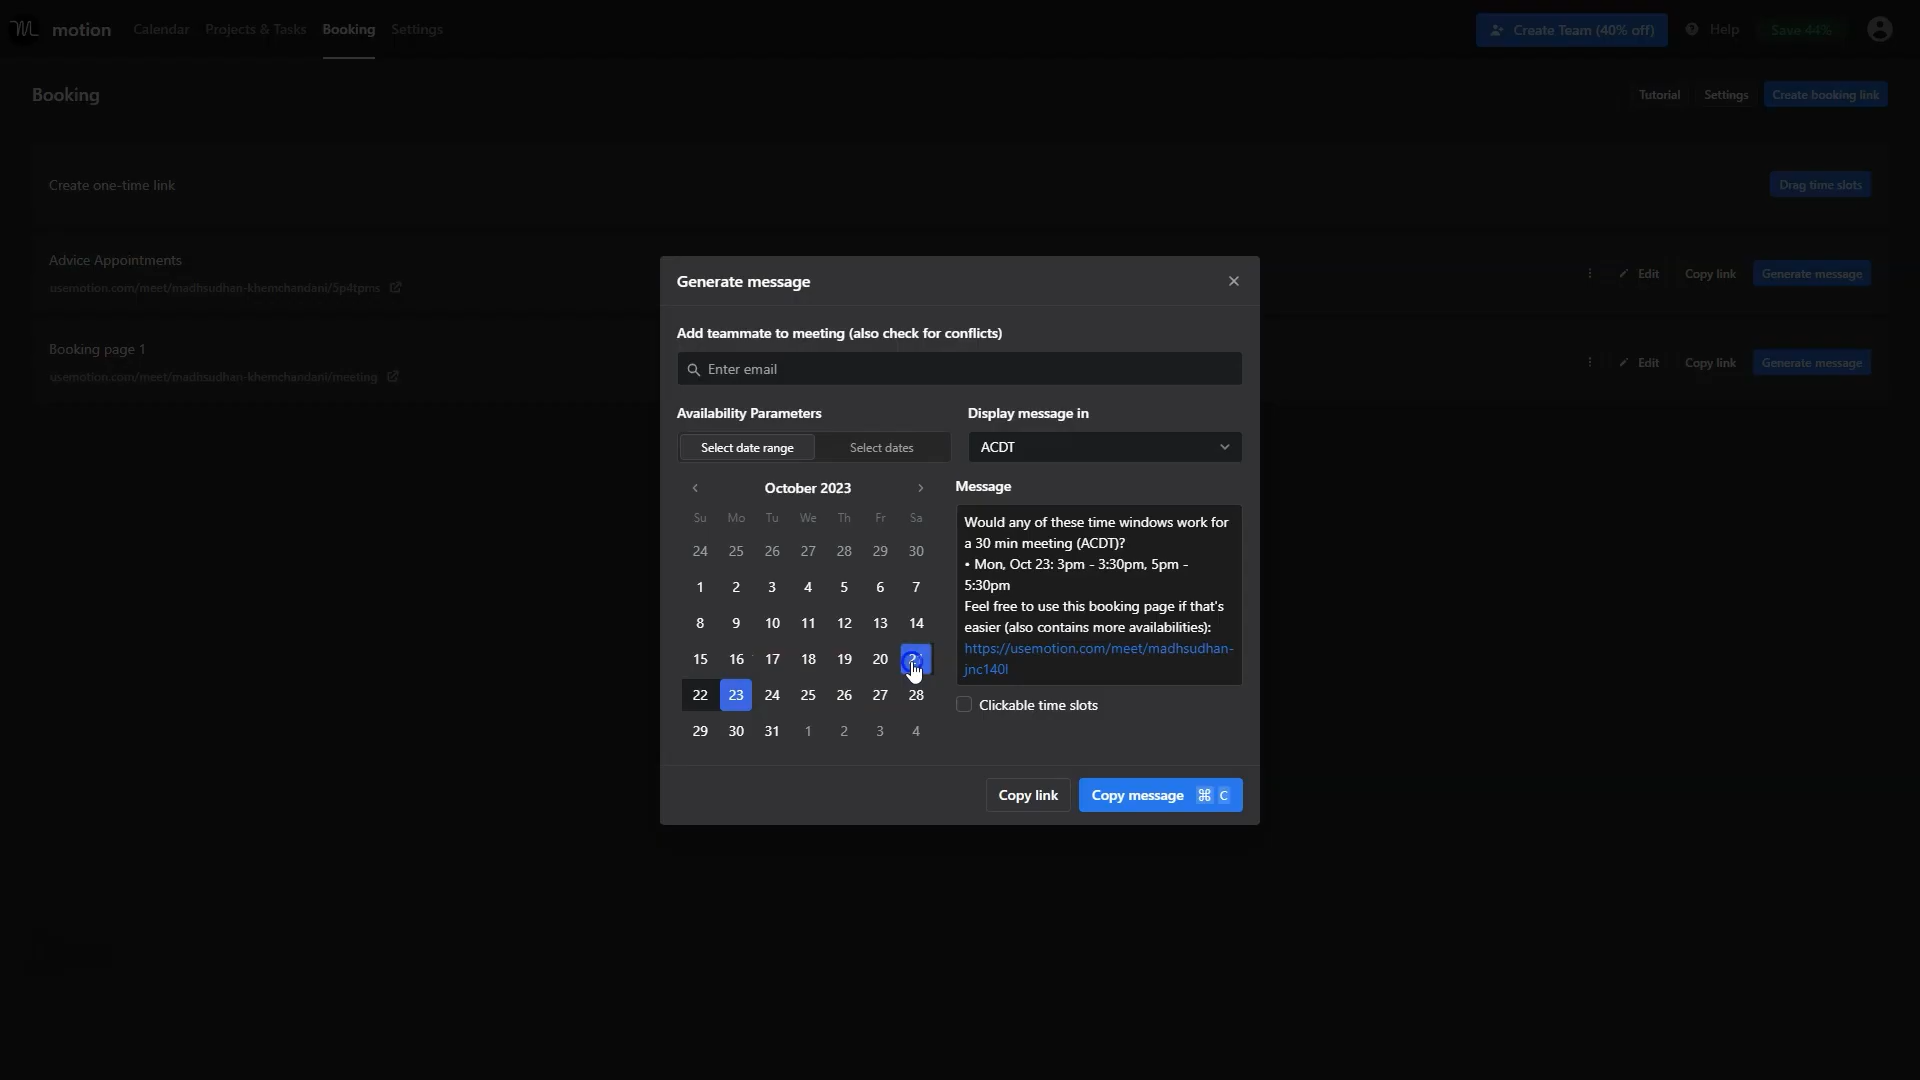 motion
Calendar
Projects & Tasks
Booking
Settings
Create Team (40% off)
Help
Save 44%
Booking
Tutorial
Settings
Create booking link
Create one-time link
Drag time slots
Advice Appointments
usemotion.com/meet/madhsudhan-khemchandani/5p4tpms
Edit
Copy link
Generate message
Booking page 1
usemotion.com/meet/madhsudhan-khemchandani/meeting
Edit
Copy link
Generate message
Generate message
Add teammate to meeting (also check for conflicts)
Enter email
Availability Parameters
Select date range
Select dates
October 2023
Su Mo Tu We Th Fr Sa
24 25 26 27 28 29 30
1 2 3 4 5 6 7
8 9 10 11 12 13 14
15 16 17 18 19 20
22 23 24 25 26 27 28
29 30 31 1 2 3 4
Display message in
ACDT
Message
Would any of these time windows work for
a 30 min meeting (ACDT)?
• Mon, Oct 23: 3pm - 3:30pm, 5pm -
5:30pm
Feel free to use this booking page if that's
easier (also contains more availabilities):
https://usemotion.com/meet/madhsudhan-
jnc140l
Clickable time slots
Copy link
Copy message ⌘ C